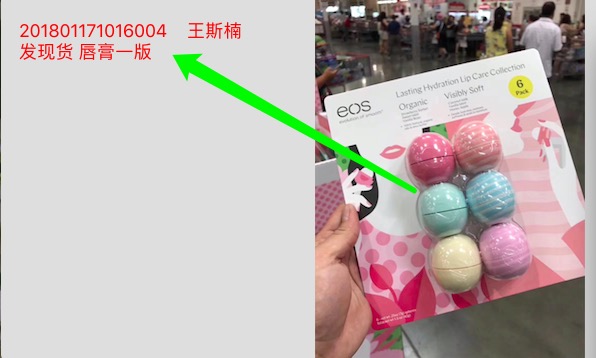 201801171016004 王斯楠
发现货 唇膏一版
Lasting Hydration Lip Care Collection
eos
evolution of smooth
Organic
Visibly Soft
6
Pack